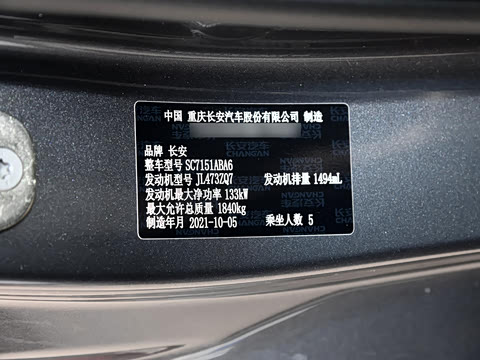 中国 重庆长安汽车股份有限公司 制造
品牌 长安
整车型号 SC7151ABA6
发动机型号 JL473ZQ7 发动机排量 1494mL
发动机最大净功率 133kW
最大允许总质量 1840kg
制造年月 2021-10-05 乘坐人数 5